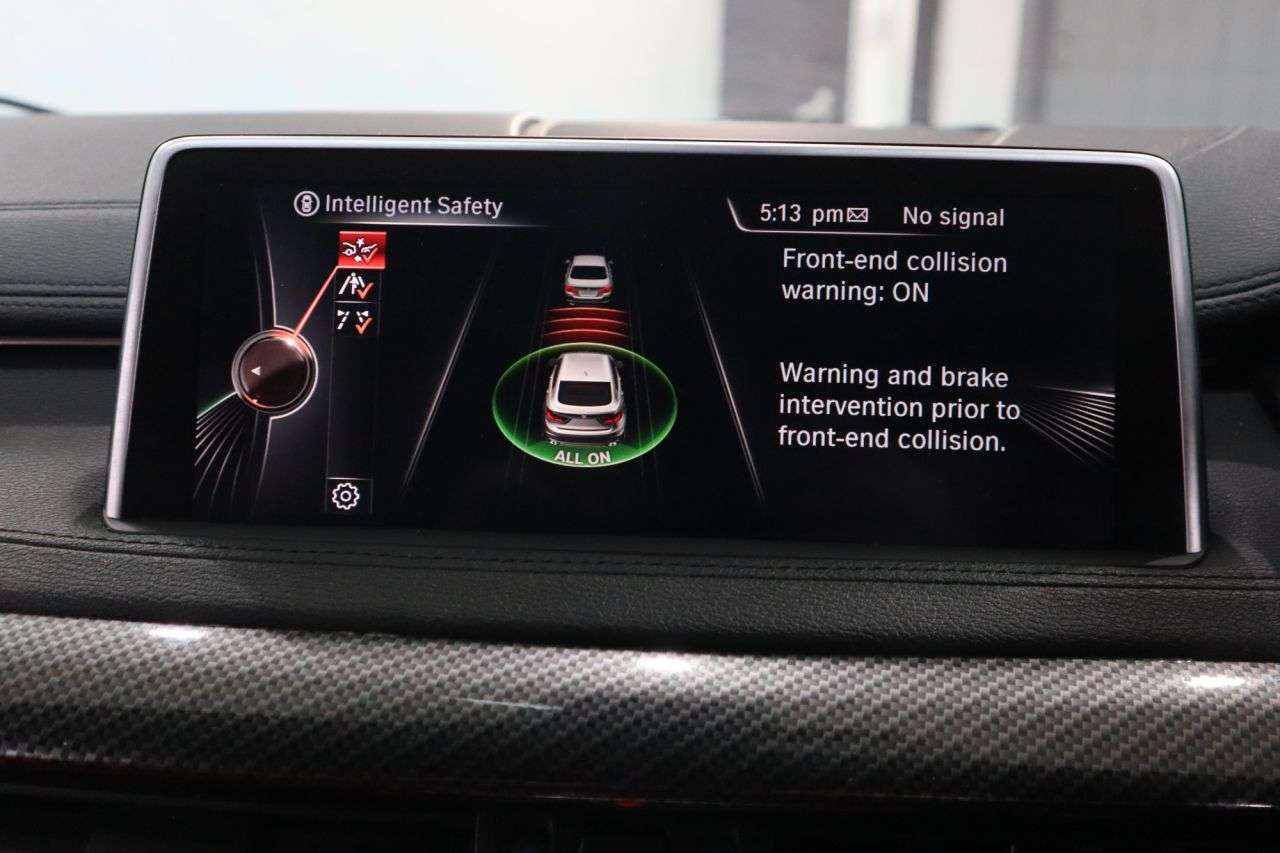 Intelligent Safety
5:13 pm No signal
Front-end collision
warning: ON
Warning and brake
intervention prior to
front-end collision.
ALL ON